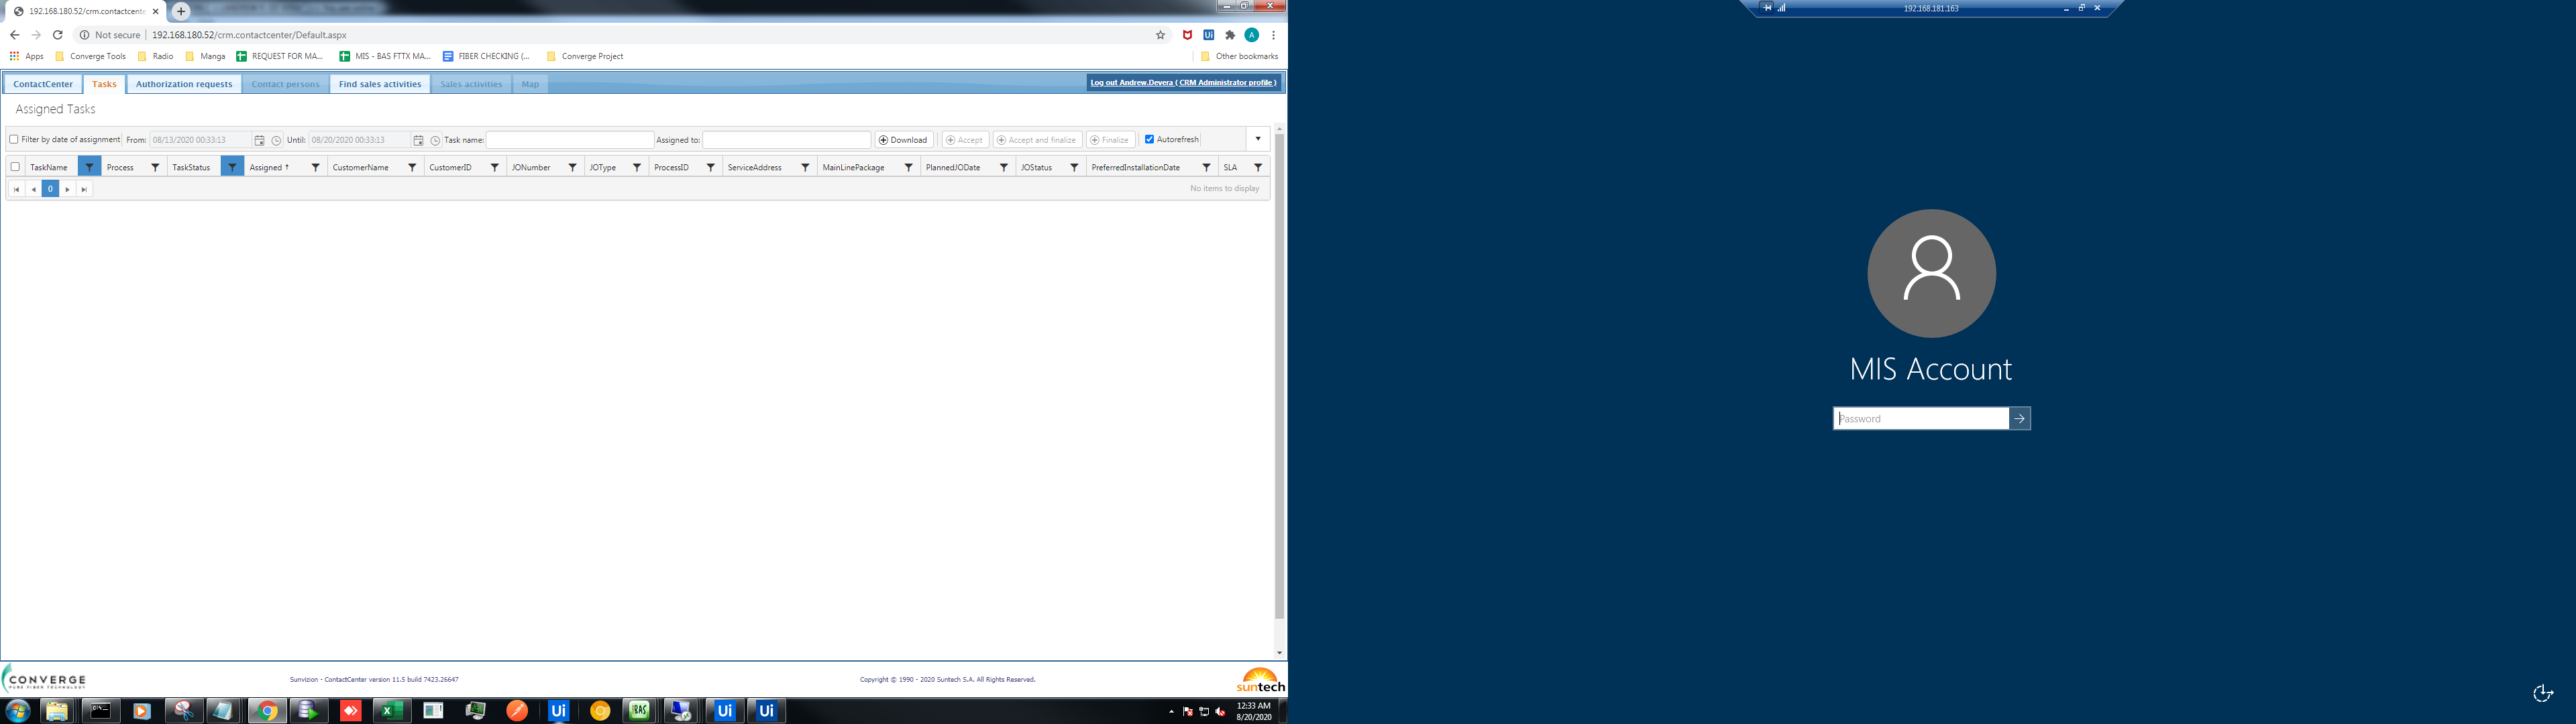 192.168.180.52/crm.contactcente
Not secure 192.168.180.52/crm.contactcenter/Default.aspx
A
Apps Converge Tools Radio Manga REQUEST FOR MA... MIS - BAS FTTX MA... FIBER CHECKING (... Converge Project Other bookmarks
ContactCenter Tasks Authorization requests Contact persons Find sales activities Sales activities Map Log out Andrew.Devera ( CRM Administrator profile )
Assigned Tasks
Filter by date of assignment From: 08/13/2020 00:33:13 Until: 08/20/2020 00:33:13 Task name: Assigned to: Download Accept Accept and finalize Finalize Autorefresh
TaskName Process TaskStatus Assigned ↑ CustomerName CustomerID JONumber JOType ProcessID ServiceAddress MainLinePackage PlannedJODate JOStatus PreferredInstallationDate SLA
0 No items to display
CONVERGE
PURE FIBER TECHNOLOGY
Sunvizion - ContactCenter version 11.5 build 7423.26647
Copyright © 1990 - 2020 Suntech S.A. All Rights Reserved.
suntech
Ui BAS Ui Ui
12:33 AM
8/20/2020
192.168.181.163
MIS Account
Password